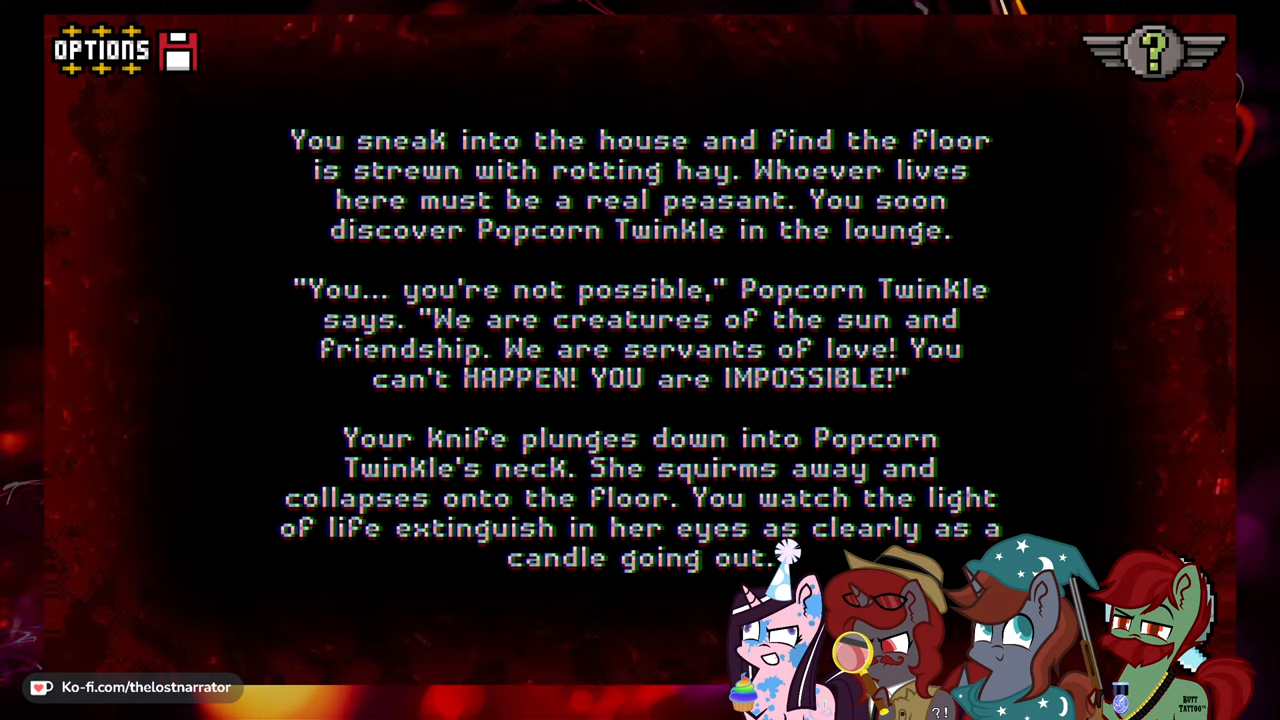 OPTIONS
?
You sneak into the house and find the floor
is strewn with rotting hay. Whoever lives
here must be a real peasant. You soon
discover Popcorn Twinkle in the lounge.
"You... you're not possible," Popcorn Twinkle
says. "We are creatures of the sun and
friendship. We are servants of love! You
can't HAPPEN! YOU are IMPOSSIBLE!"
Your knife plunges down into Popcorn
Twinkle's neck. She squirms away and
collapses onto the floor. You watch the light
of life extinguish in her eyes as clearly as a
candle going out.
Ko-fi.com/thelostnarrator
?!
BUTT
TATTOO™